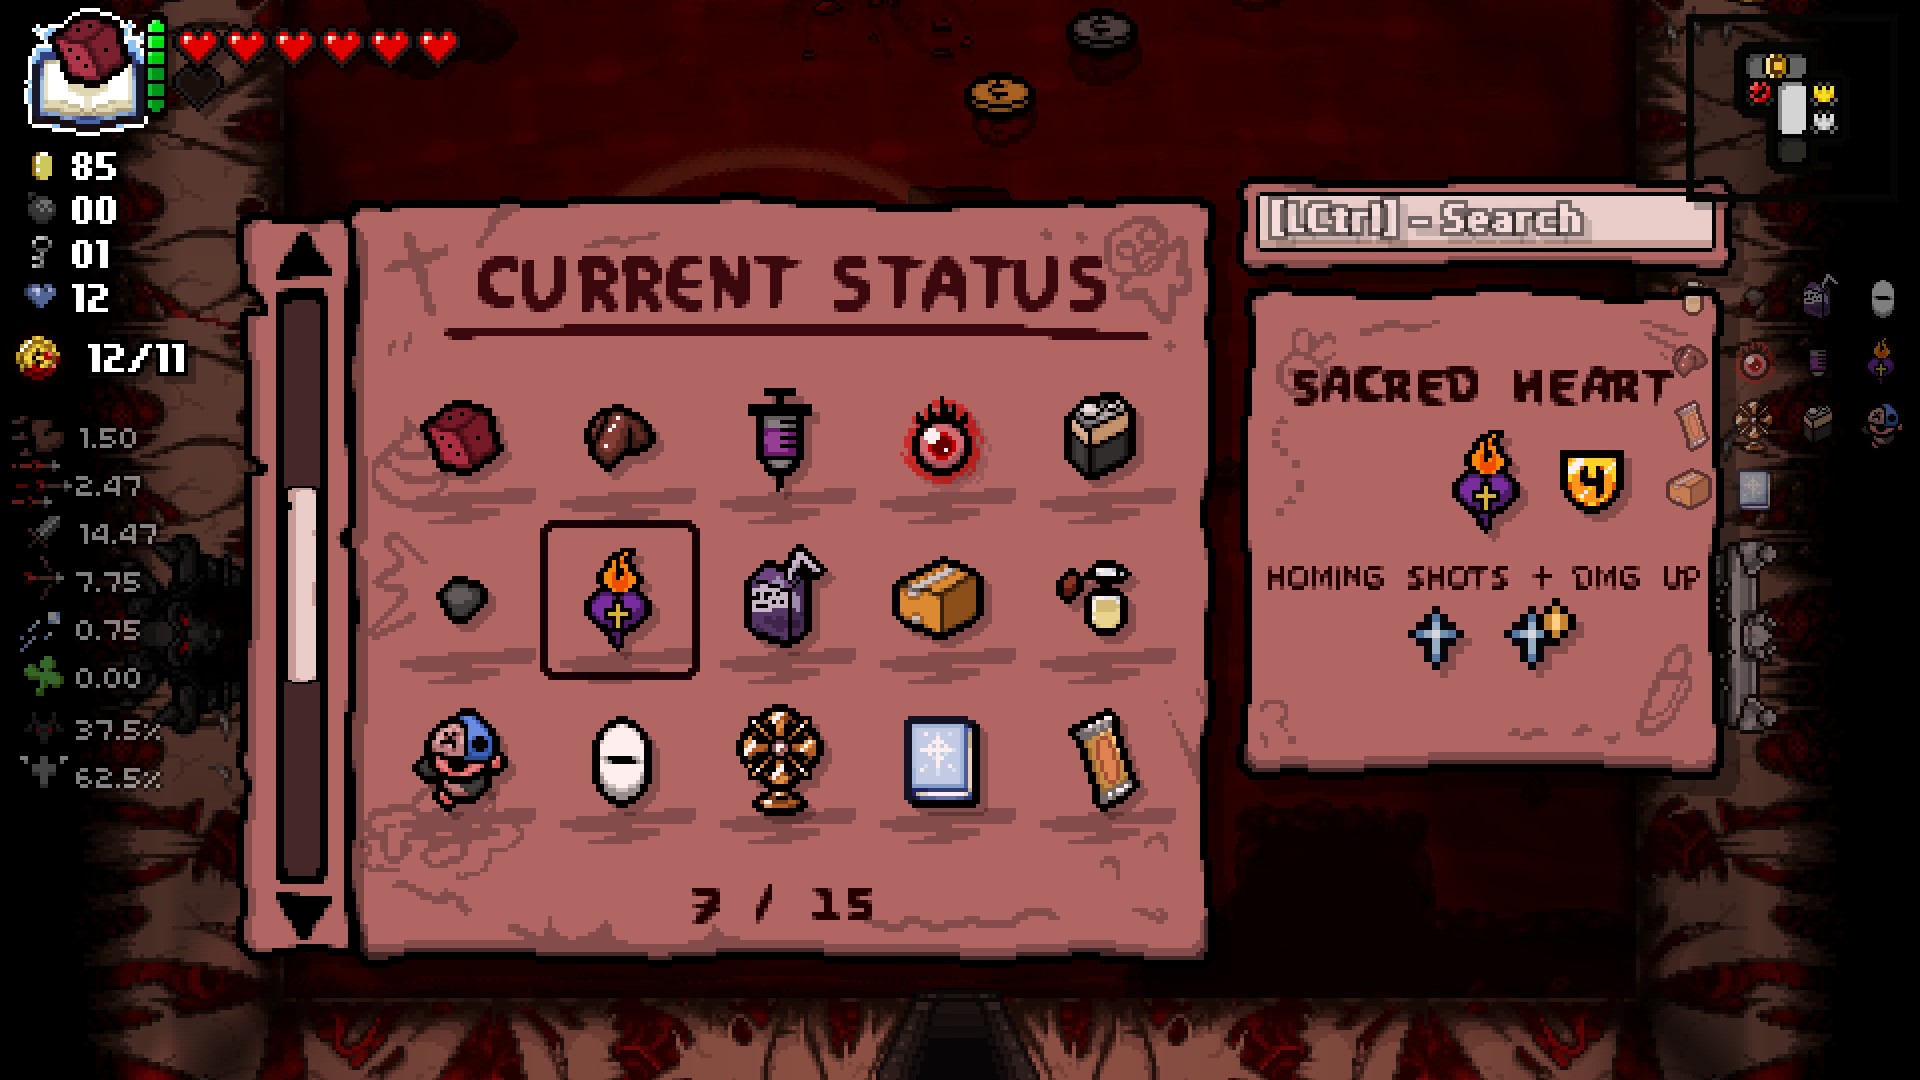 85
00
01
12
12/11
1.50
2.47
14.47
7.75
0.75
0.00
37.5%
62.5%
CURRENT STATUS
7 / 15
[LCtrl] - Search
SACRED HEART
4
HOMING SHOTS + DMG UP